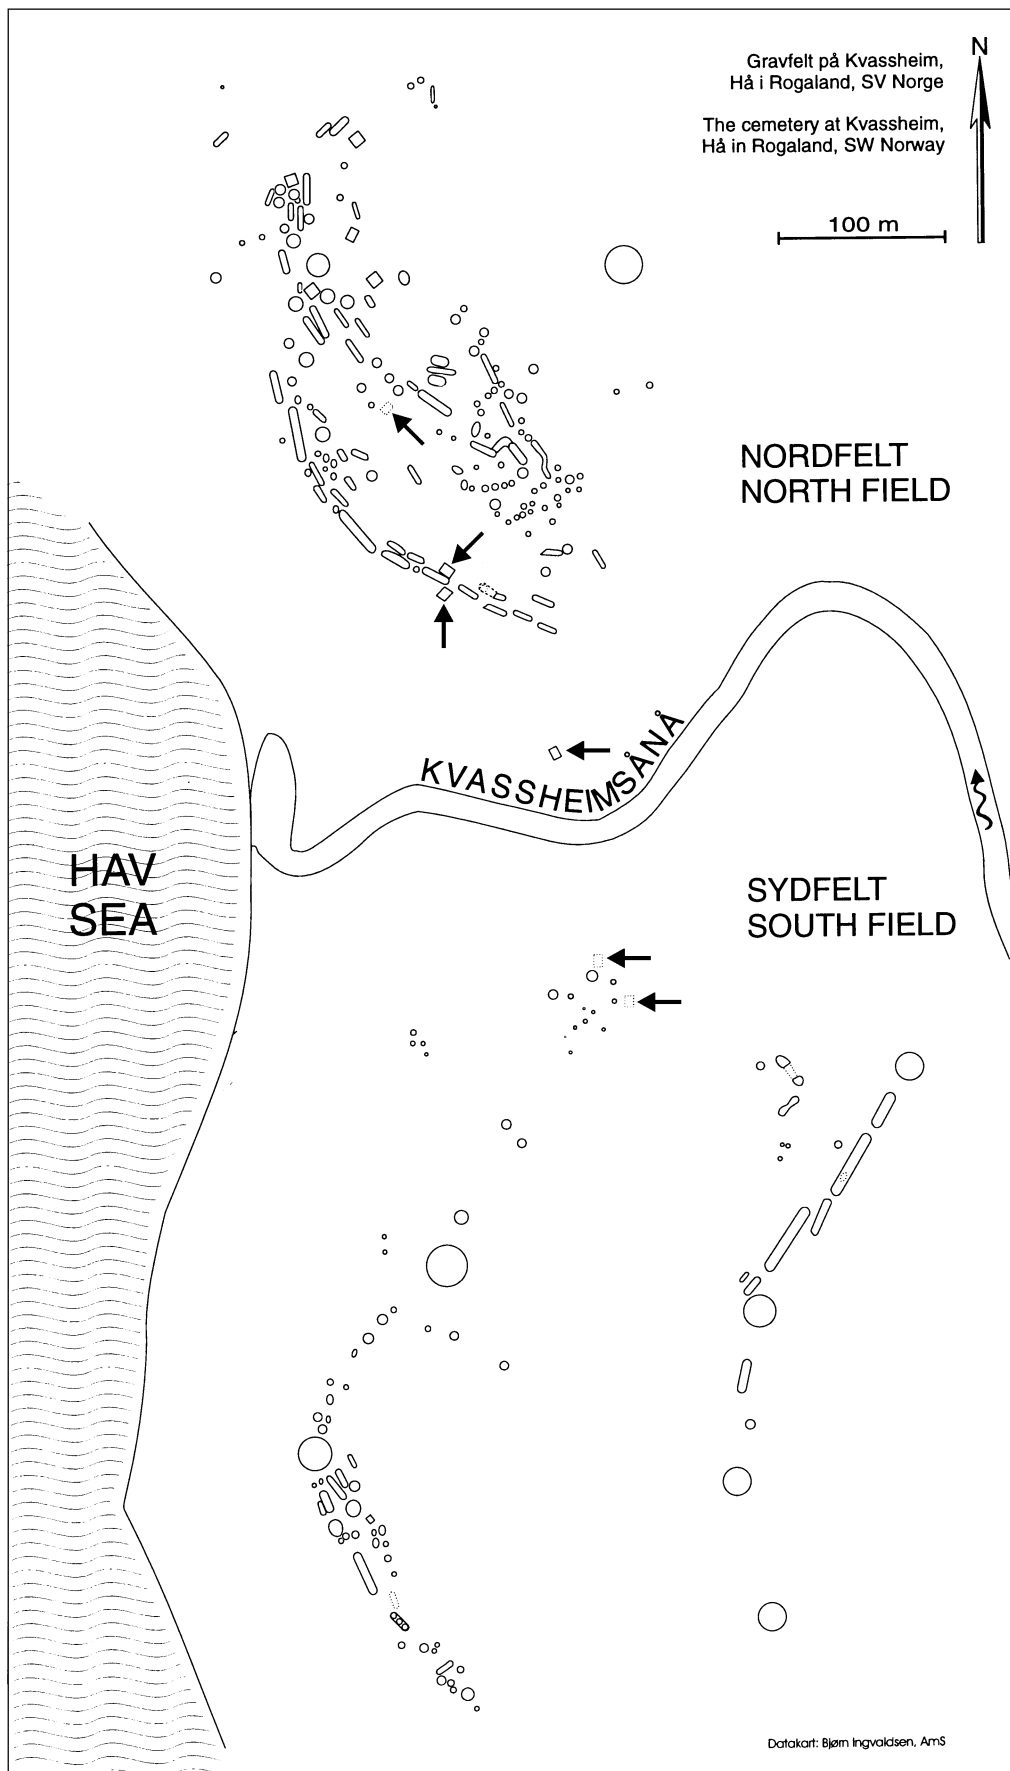 Gravfelt på Kvassheim,
Hå i Rogaland, SV Norge
The cemetery at Kvassheim,
Hå in Rogaland, SW Norway
N
100 m
NORDFELT
NORTH FIELD
KVASSHEIMSÅNÅ
HAV
SEA
SYDFELT
SOUTH FIELD
Datakart: Bjørn Ingvaldsen, AmS